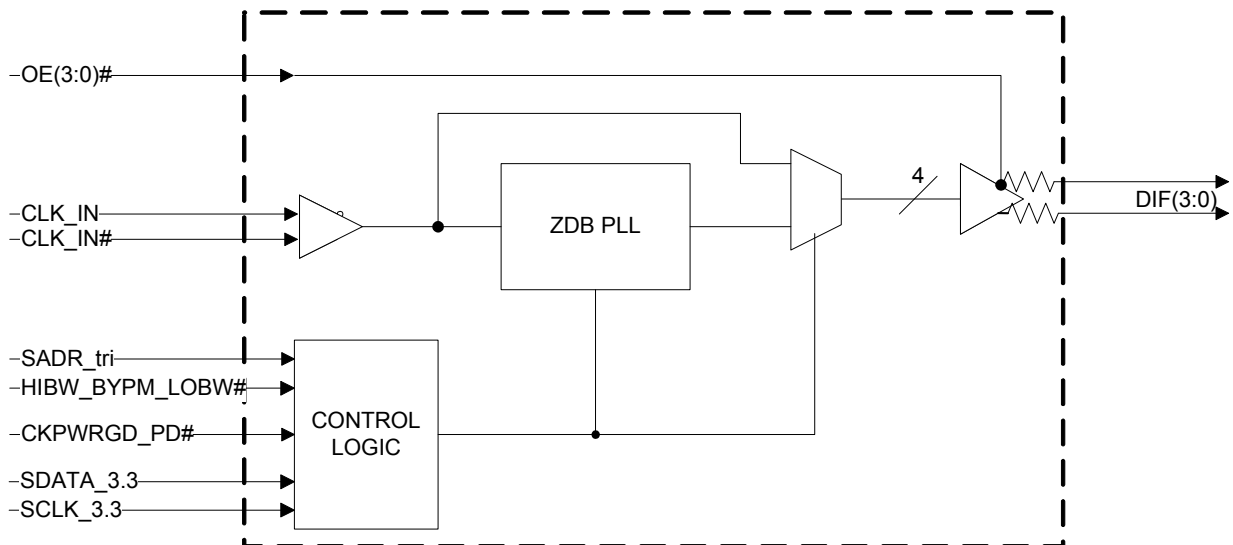 OE(3:0)#
CLK_IN
CLK_IN#
ZDB PLL
4
DIF(3:0)
SADR_tri
HIBW_BYPM_LOBW#
CKPWRGD_PD#
SDATA_3.3
SCLK_3.3
CONTROL
LOGIC